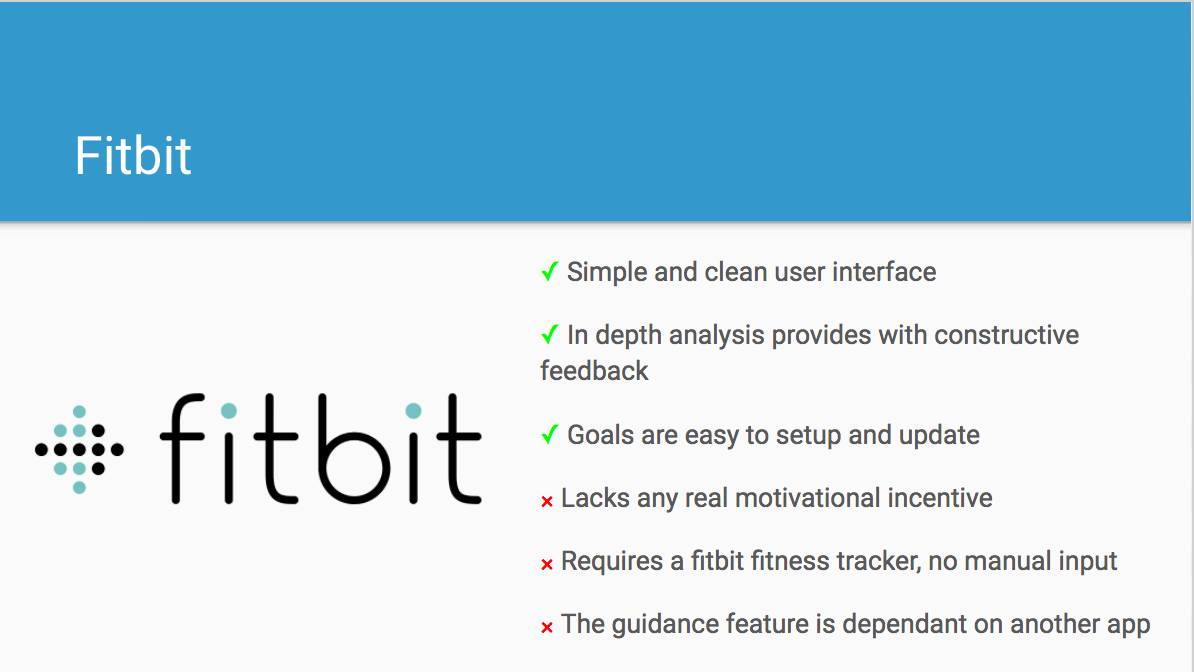 Fitbit
fitbit
✓ Simple and clean user interface
✓ In depth analysis provides with constructive
feedback
✓ Goals are easy to setup and update
× Lacks any real motivational incentive
× Requires a fitbit fitness tracker, no manual input
× The guidance feature is dependant on another app